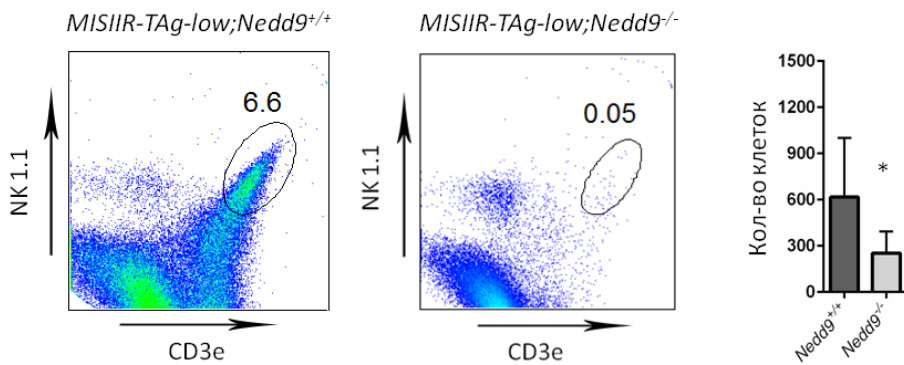 MISIIR-TAg-low;Nedd9+/+
MISIIR-TAg-low;Nedd9-/-
6.6
NK 1.1
CD3e
0.05
NK 1.1
CD3e
1500
1200
900
600
300
0
Кол-во клеток
*
Nedd9+/+
Nedd9-/-